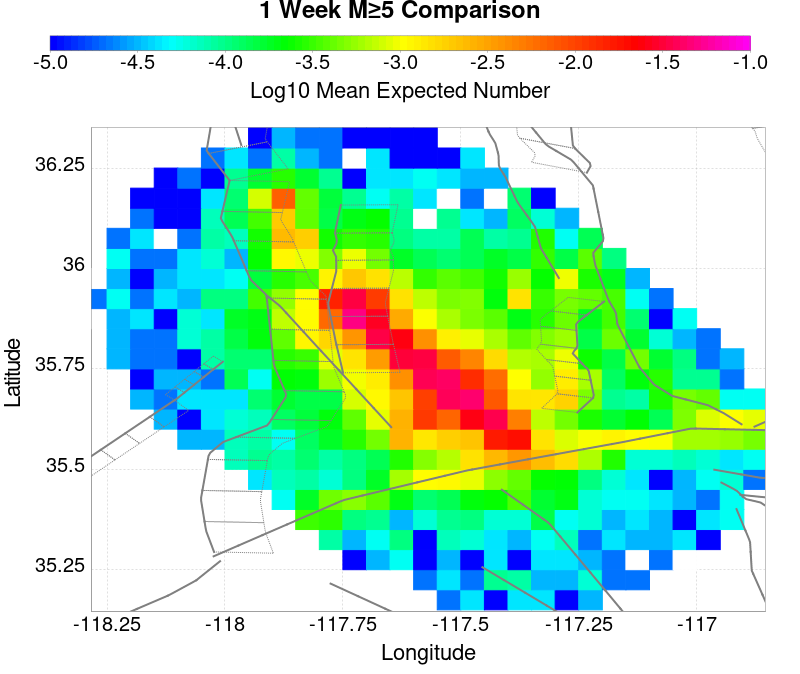 1 Week M≥5 Comparison
-5.0 -4.5 -4.0 -3.5 -3.0 -2.5 -2.0 -1.5 -1.0
Log10 Mean Expected Number
36.25
36
35.75
35.5
35.25
Latitude
-118.25 -118 -117.75 -117.5 -117.25 -117
Longitude